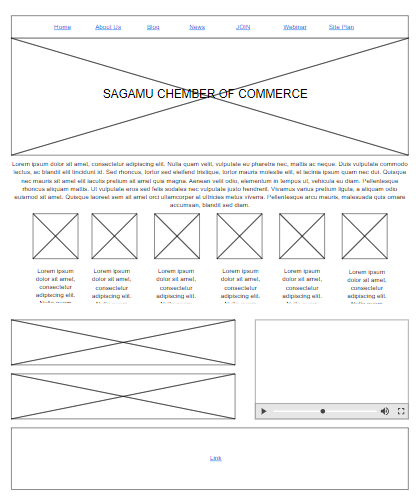 Home About Us Blog News JOIN Webinar Site Plan
SAGAMU CHEMBER OF COMMERCE
Lorem ipsum dolor sit amet, consectetur adipiscing elit. Nulla quam velit, vulputate eu pharetra nec, mattis ac neque. Duis vulputate commodo
lectus, ac blandit elit tincidunt id. Sed rhoncus, tortor sed eleifend tristique, tortor mauris molestie elit, et lacinia ipsum quam nec dui. Quisque
nec mauris sit amet elit iaculis pretium sit amet quis magna. Aenean velit odio, elementum in tempus ut, vehicula eu diam. Pellentesque
rhoncus aliquam mattis. Ut vulputate eros sed felis sodales nec vulputate justo hendrerit. Vivamus varius pretium ligula, a aliquam odio
euismod sit amet. Quisque laoreet sem sit amet orci ullamcorper at ultricies metus viverra. Pellentesque arcu mauris, malesuada quis ornare
accumsan, blandit sed diam.
Lorem ipsum Lorem ipsum Lorem ipsum Lorem ipsum Lorem ipsum Lorem ipsum
dolor sit amet, dolor sit amet, dolor sit amet, dolor sit amet, dolor sit amet, dolor sit amet,
consectetur consectetur consectetur consectetur consectetur consectetur
adipiscing elit. adipiscing elit. adipiscing elit. adipiscing elit. adipiscing elit. adipiscing elit.
Link